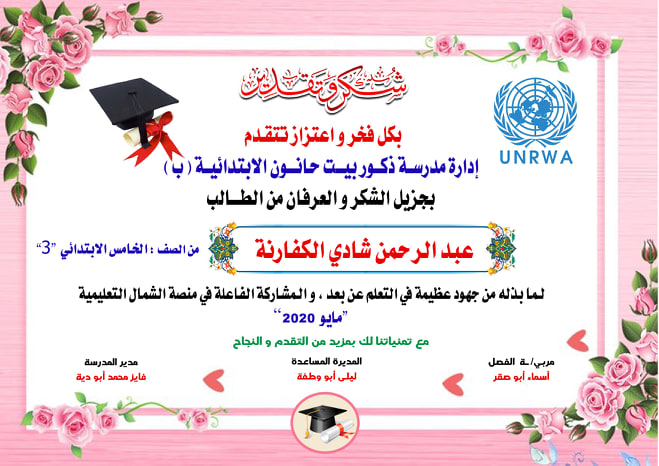 شكر وتقدير
UNRWA
بكل فخر و اعتزاز تتقدم
إدارة مدرسة ذكور بيت حانون الابتدائية ( ب )
بجزيل الشكر و العرفان من الطالب
عبد الرحمن شادي الكفارنة
من الصف : الخامس الابتدائي "3"
لما بذله من جهود عظيمة في التعلم عن بعد ، و المشاركة الفاعلة في منصة الشمال التعليمية
"مايو 2020"
مع تمنياتنا لك بمزيد من التقدم و النجاح
مربي/ـة الفصل
أسماء أبو صقر
المديرة المساعدة
ليلى أبو وطفة
مدير المدرسة
فايز محمد أبو دية